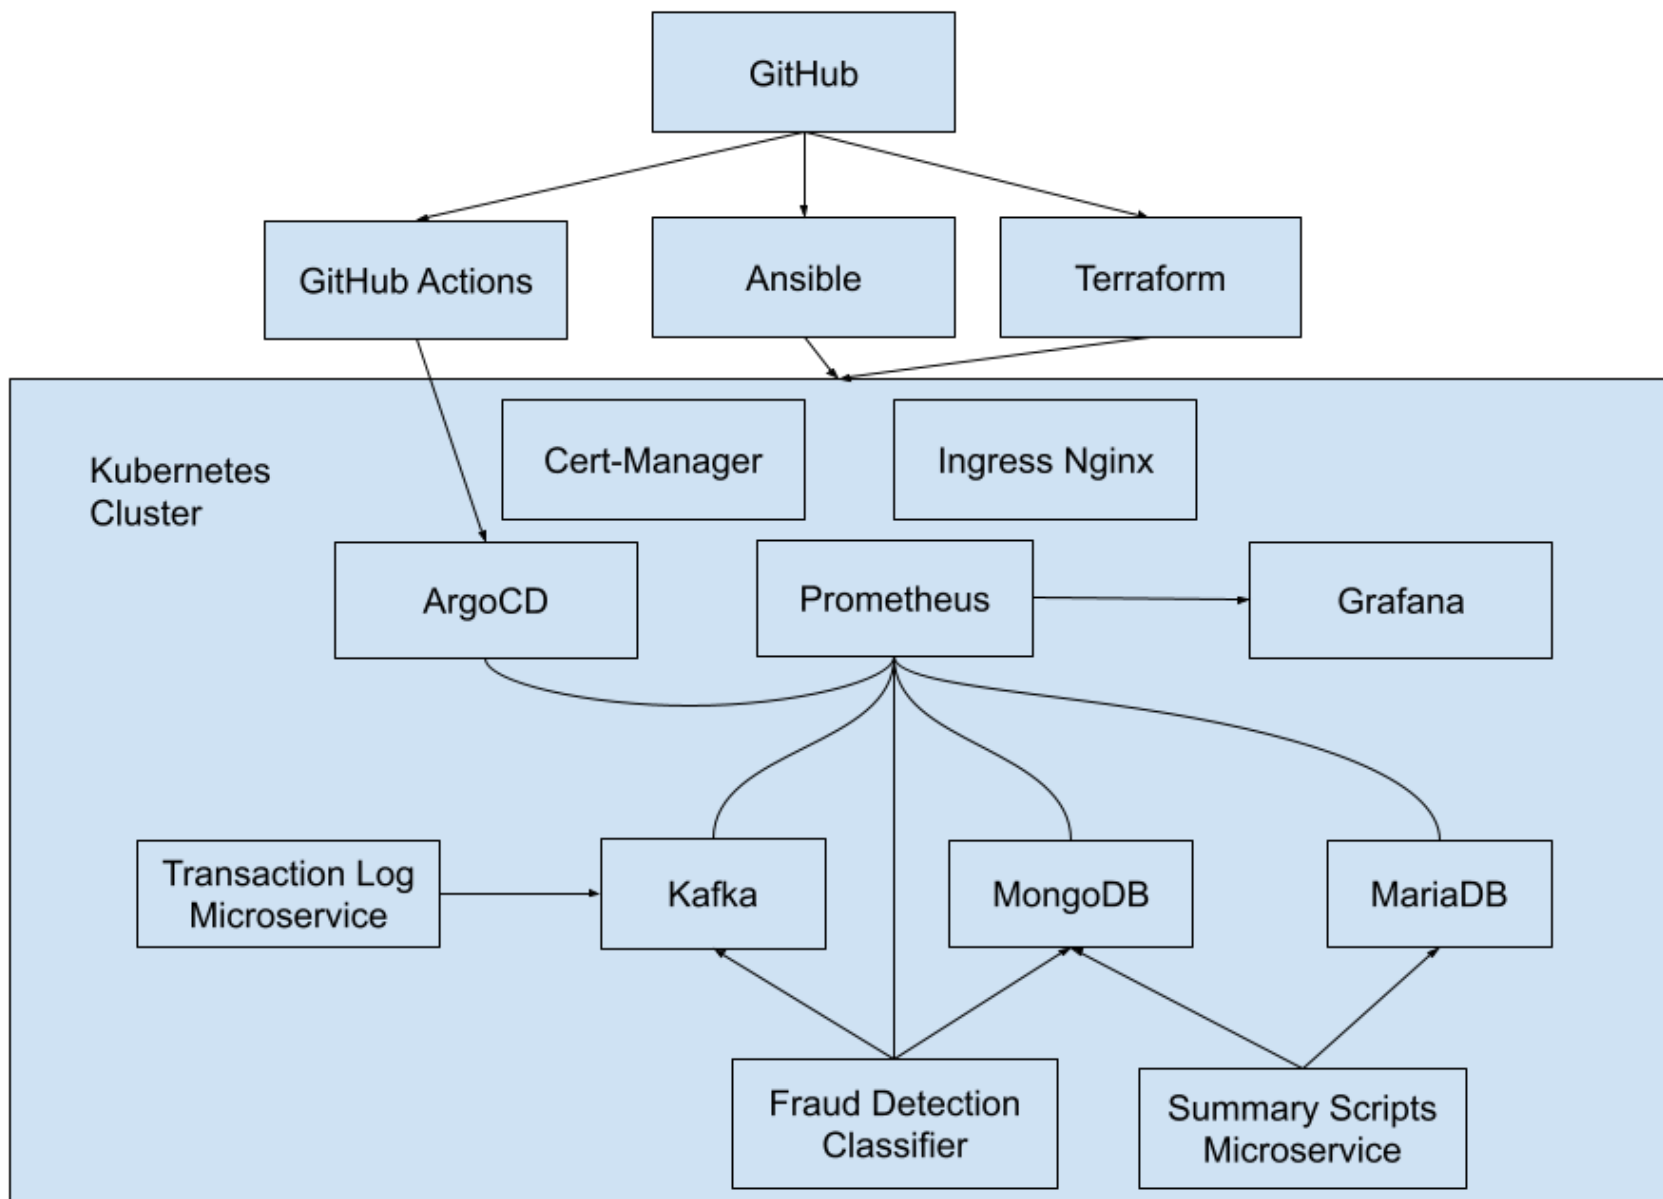 GitHub
GitHub Actions
Ansible
Terraform
Kubernetes
Cluster
Cert-Manager
Ingress Nginx
ArgoCD
Prometheus
Grafana
Transaction Log
Microservice
Kafka
MongoDB
MariaDB
Fraud Detection
Classifier
Summary Scripts
Microservice